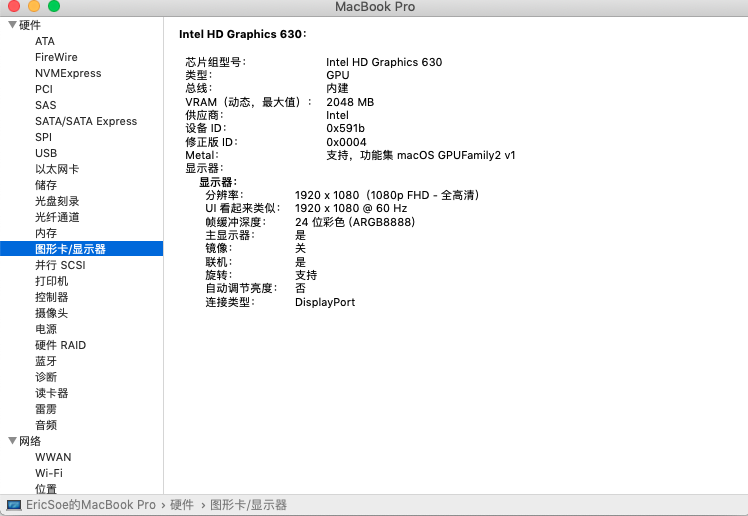 MacBook Pro
硬件
ATA
FireWire
NVMExpress
PCI
SAS
SATA/SATA Express
SPI
USB
以太网卡
储存
光盘刻录
光纤通道
内存
图形卡/显示器
并行 SCSI
打印机
控制器
摄像头
电源
硬件 RAID
蓝牙
诊断
读卡器
雷雳
音频
网络
WWAN
Wi-Fi
位置
Intel HD Graphics 630：
芯片组型号： Intel HD Graphics 630
类型： GPU
总线： 内建
VRAM（动态，最大值）： 2048 MB
供应商： Intel
设备 ID： 0x591b
修正版 ID： 0x0004
Metal： 支持，功能集 macOS GPUFamily2 v1
显示器：
显示器：
分辨率： 1920 x 1080（1080p FHD - 全高清）
UI 看起来类似： 1920 x 1080 @ 60 Hz
帧缓冲深度： 24 位彩色 (ARGB8888)
主显示器： 是
镜像： 关
联机： 是
旋转： 支持
自动调节亮度： 否
连接类型： DisplayPort
EricSoe的MacBook Pro › 硬件 › 图形卡/显示器